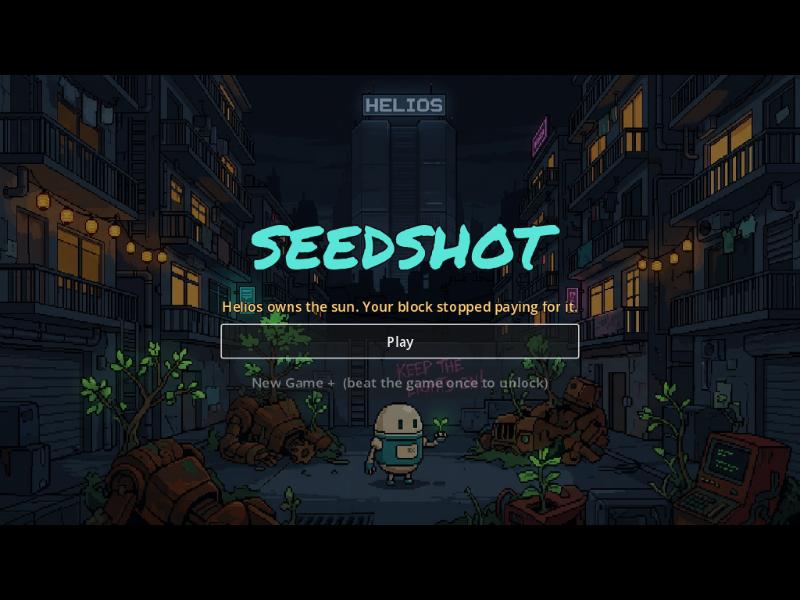 HELIOS
SEEDSHOT
Helios owns the sun. Your block stopped paying for it.
Play
KEEP THE
New Game + (beat the game once to unlock)